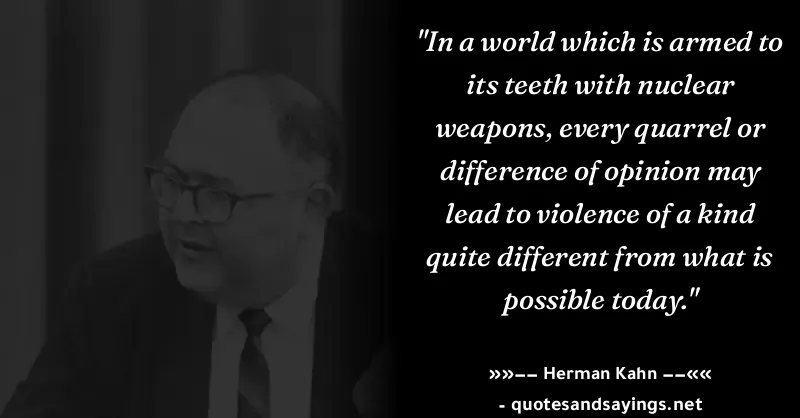 "In a world which is armed to
its teeth with nuclear
weapons, every quarrel or
difference of opinion may
lead to violence of a kind
quite different from what is
possible today."
»»–– Herman Kahn ––««
- quotesandsayings.net